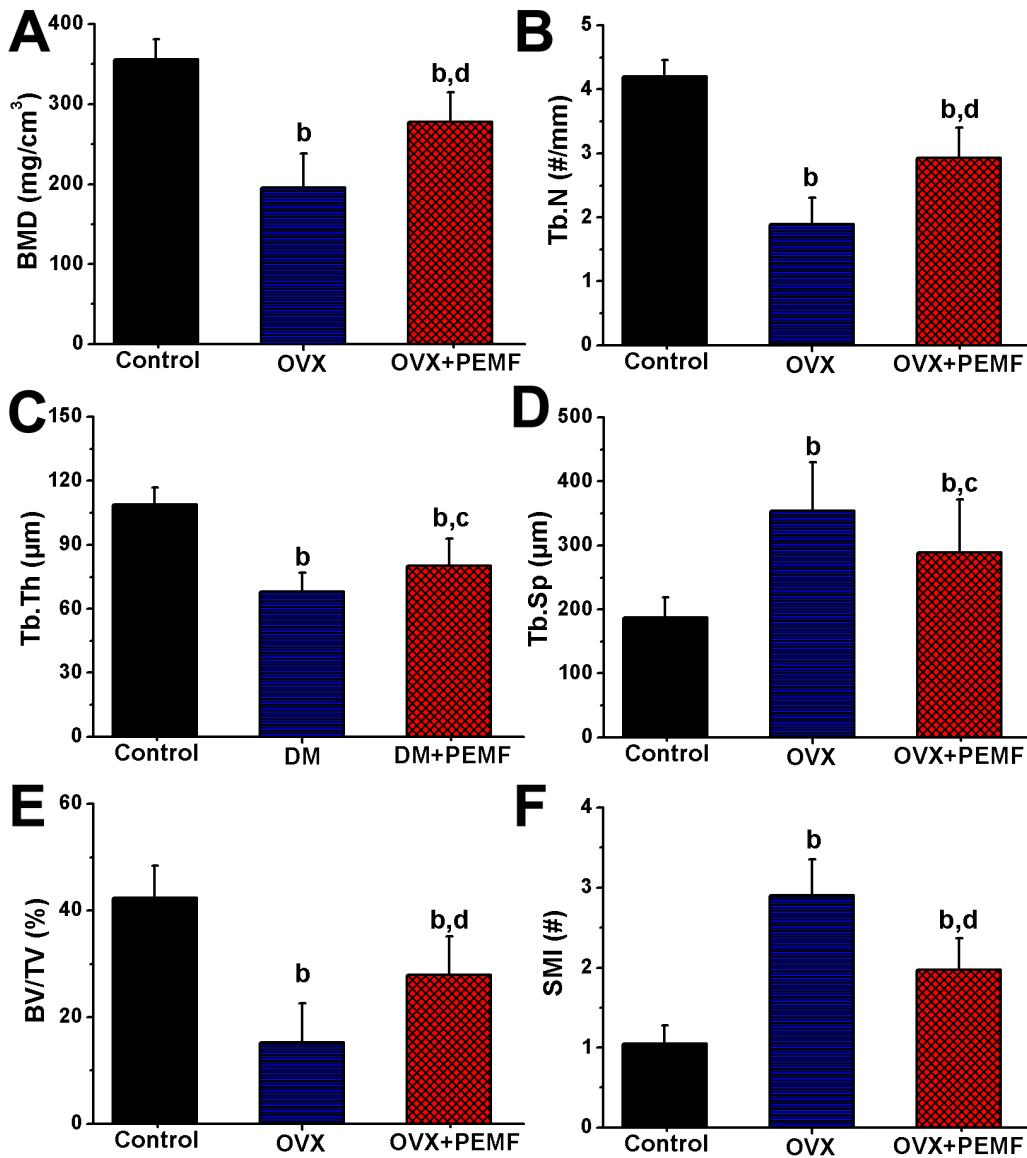 A
BMD (mg/cm³)
400
300
200
100
0
b
b,d
Control
OVX
OVX+PEMF
B
Tb.N (#/mm)
5
4
3
2
1
0
b
b,d
Control
OVX
OVX+PEMF
C
Tb.Th (µm)
150
120
90
60
30
0
b
b,c
Control
DM
DM+PEMF
D
Tb.Sp (µm)
500
400
300
200
100
0
b
b,c
Control
OVX
OVX+PEMF
E
BV/TV (%)
60
40
20
0
b
b,d
Control
OVX
OVX+PEMF
F
SMI (#)
4
3
2
1
0
b
b,d
Control
OVX
OVX+PEMF